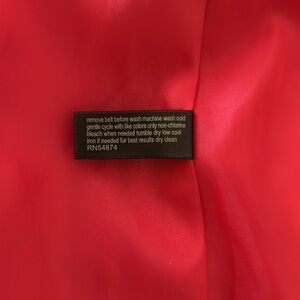 remove belt before wash machine wash cold
gentle cycle with like colors only non-chlorine
bleach when needed tumble dry low cool
iron if needed for best results dry clean
RN54874